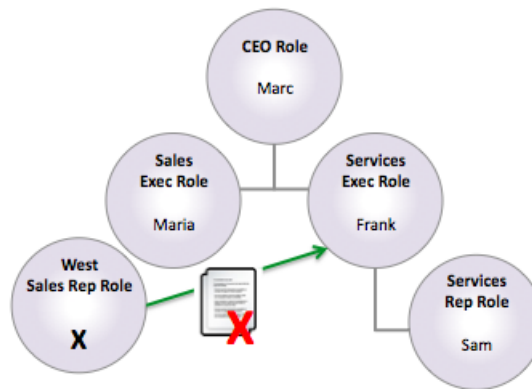 CEO Role
Marc
Sales
Exec Role
Maria
Services
Exec Role
Frank
West
Sales Rep Role
X
X
Services
Rep Role
Sam